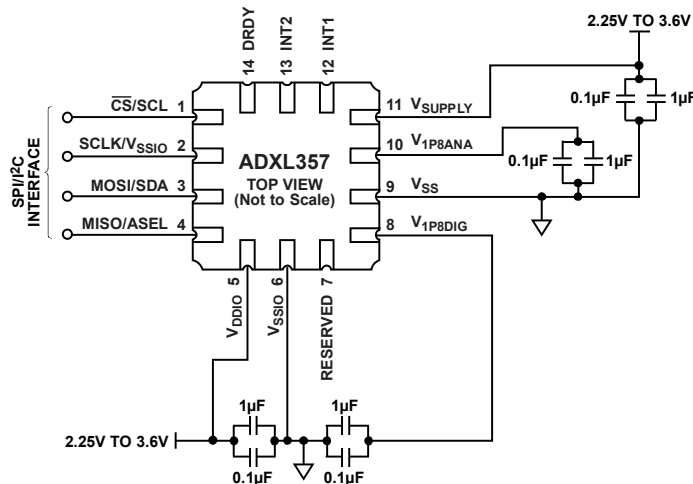 2.25V TO 3.6V
14 DRDY
13 INT2
12 INT1
0.1µF
1µF
CS/SCL 1
11 VSUPPLY
SCLK/VSSIO 2
10 V1P8ANA
0.1µF
1µF
ADXL357
TOP VIEW
(Not to Scale)
SPI/I2C
INTERFACE
MOSI/SDA 3
9 VSS
MISO/ASEL 4
8 V1P8DIG
VDDIO 5
VSSIO 6
RESERVED 7
1µF
1µF
2.25V TO 3.6V
0.1µF
0.1µF